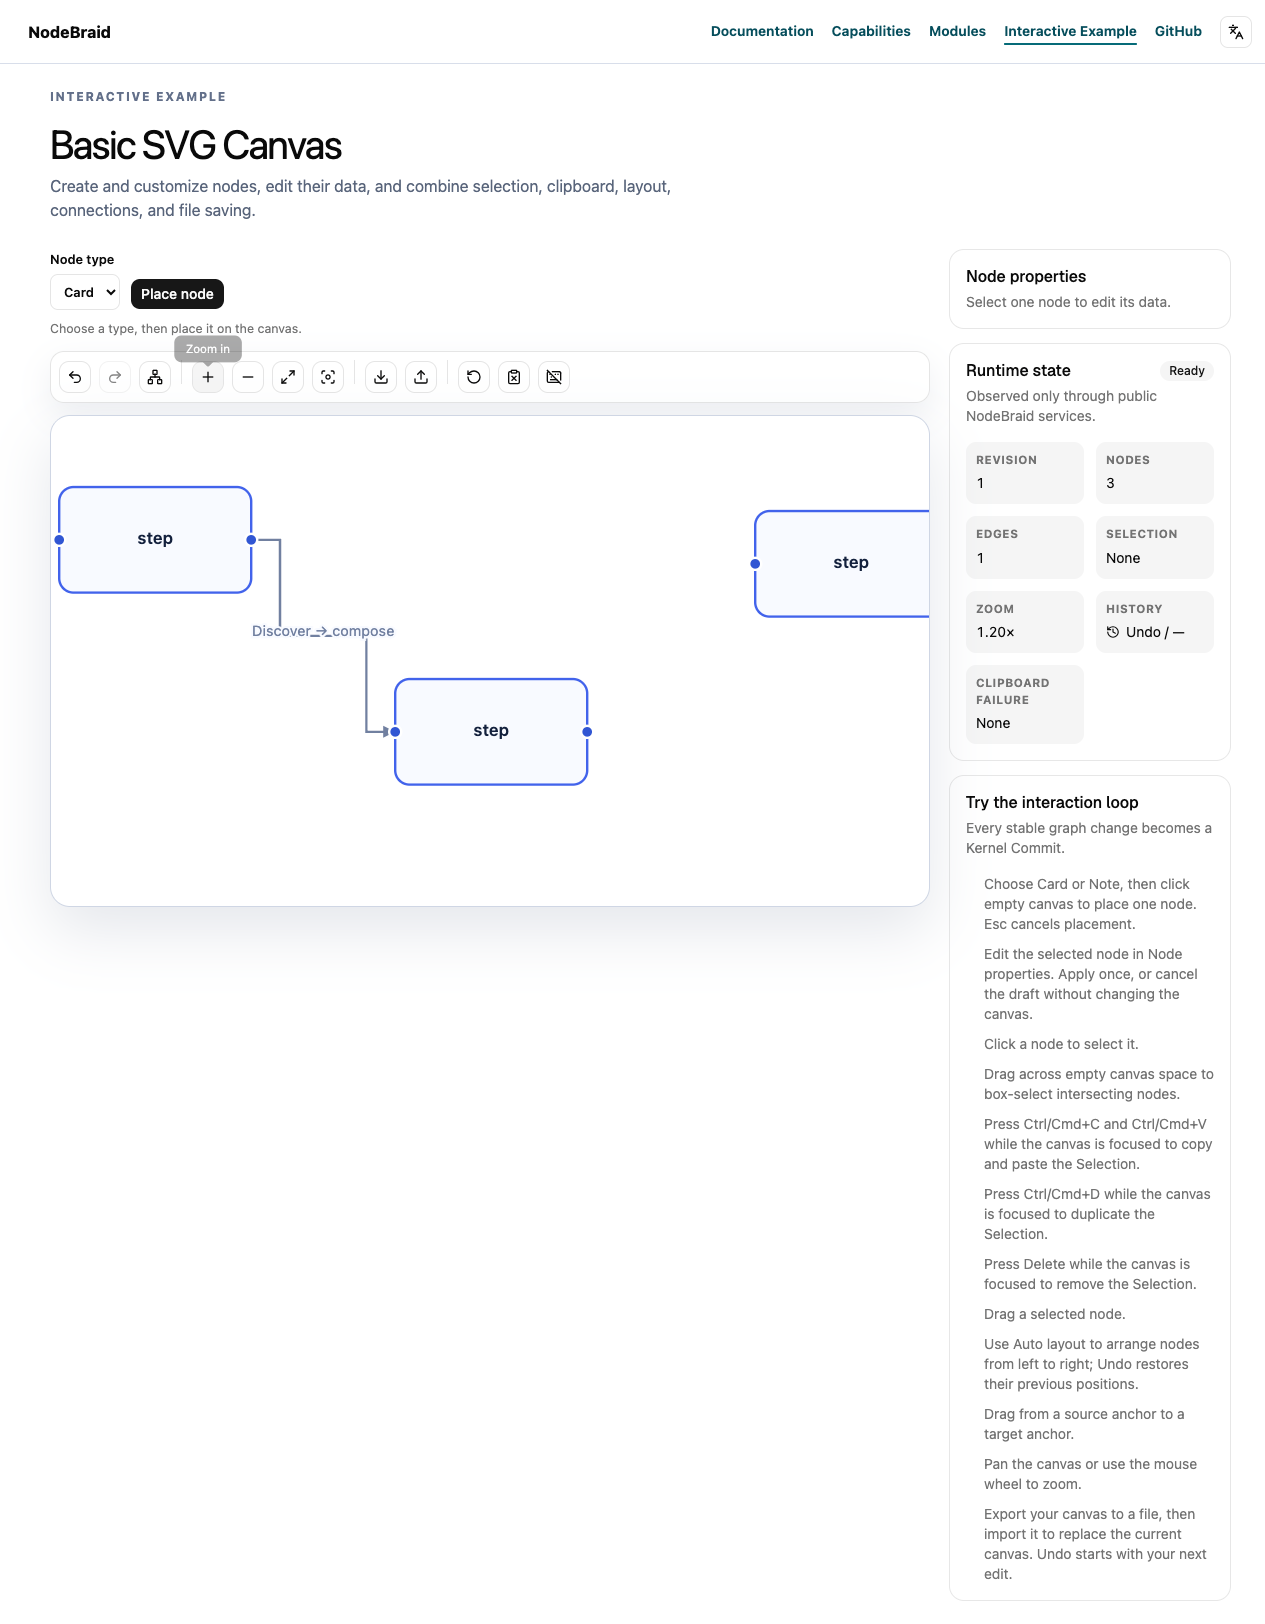 NodeBraid
Documentation
Capabilities
Modules
Interactive Example
GitHub
INTERACTIVE EXAMPLE
Basic SVG Canvas
Create and customize nodes, edit their data, and combine selection, clipboard, layout,
connections, and file saving.
Node type
Card
Place node
Choose a type, then place it on the canvas.
Zoom in
step
step
Discover → compose
step
Node properties
Select one node to edit its data.
Runtime state
Ready
Observed only through public
NodeBraid services.
REVISION
1
NODES
3
EDGES
1
SELECTION
None
ZOOM
1.20×
HISTORY
Undo / —
CLIPBOARD
FAILURE
None
Try the interaction loop
Every stable graph change becomes a
Kernel Commit.
Choose Card or Note, then click
empty canvas to place one node.
Esc cancels placement.
Edit the selected node in Node
properties. Apply once, or cancel
the draft without changing the
canvas.
Click a node to select it.
Drag across empty canvas space to
box-select intersecting nodes.
Press Ctrl/Cmd+C and Ctrl/Cmd+V
while the canvas is focused to copy
and paste the Selection.
Press Ctrl/Cmd+D while the canvas
is focused to duplicate the
Selection.
Press Delete while the canvas is
focused to remove the Selection.
Drag a selected node.
Use Auto layout to arrange nodes
from left to right; Undo restores
their previous positions.
Drag from a source anchor to a
target anchor.
Pan the canvas or use the mouse
wheel to zoom.
Export your canvas to a file, then
import it to replace the current
canvas. Undo starts with your next
edit.